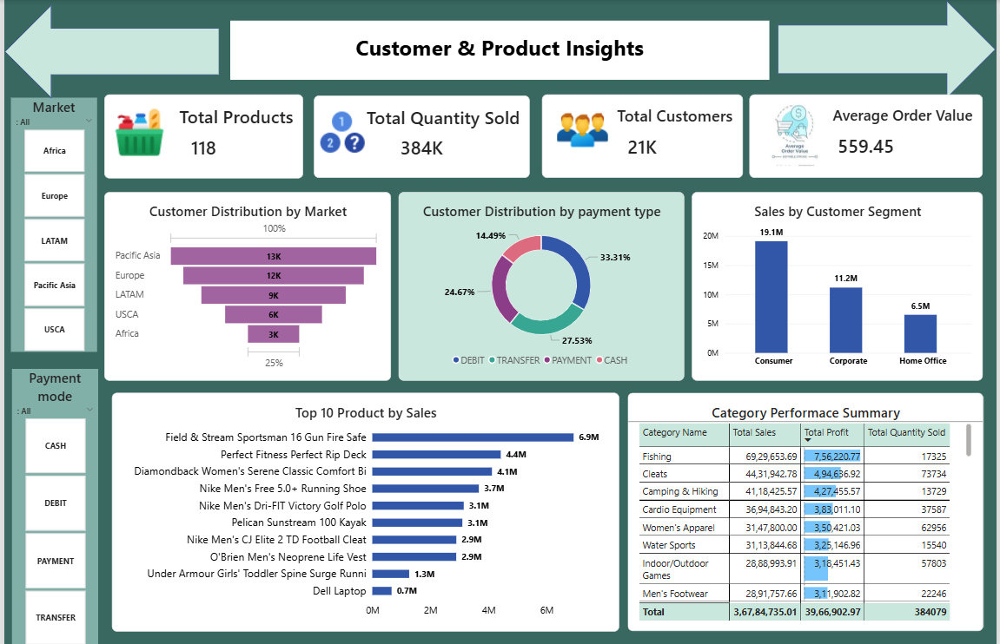 Customer & Product Insights
Market
: All
Africa
Europe
LATAM
Pacific Asia
USCA
Payment
mode
: All
CASH
DEBIT
PAYMENT
TRANSFER
Total Products
118
1
2
?
Total Quantity Sold
384K
Total Customers
21K
Average
Order Value
Average Order Value
559.45
Customer Distribution by Market
100%
Pacific Asia 13K
Europe 12K
LATAM 9K
USCA 6K
Africa 3K
25%
Customer Distribution by payment type
14.49%
33.31%
24.67%
27.53%
DEBIT TRANSFER PAYMENT CASH
Sales by Customer Segment
20M
15M
10M
5M
0M
19.1M
11.2M
6.5M
Consumer Corporate Home Office
Top 10 Product by Sales
Field & Stream Sportsman 16 Gun Fire Safe 6.9M
Perfect Fitness Perfect Rip Deck 4.4M
Diamondback Women's Serene Classic Comfort Bi 4.1M
Nike Men's Free 5.0+ Running Shoe 3.7M
Nike Men's Dri-FIT Victory Golf Polo 3.1M
Pelican Sunstream 100 Kayak 3.1M
Nike Men's CJ Elite 2 TD Football Cleat 2.9M
O'Brien Men's Neoprene Life Vest 2.9M
Under Armour Girls' Toddler Spine Surge Runni 1.3M
Dell Laptop 0.7M
0M 2M 4M 6M
Category Performace Summary
Category Name Total Sales Total Profit Total Quantity Sold
Fishing 69,29,653.69 7,56,220.77 17325
Cleats 44,31,942.78 4,94,636.92 73734
Camping & Hiking 41,18,425.57 4,27,455.57 13729
Cardio Equipment 36,94,843.20 3,83,011.10 37587
Women's Apparel 31,47,800.00 3,50,421.03 62956
Water Sports 31,13,844.68 3,25,146.96 15540
Indoor/Outdoor 28,88,993.91 3,18,451.43 57803
Games
Men's Footwear 28,91,757.66 3,11,902.82 22246
Total 3,67,84,735.01 39,66,902.97 384079